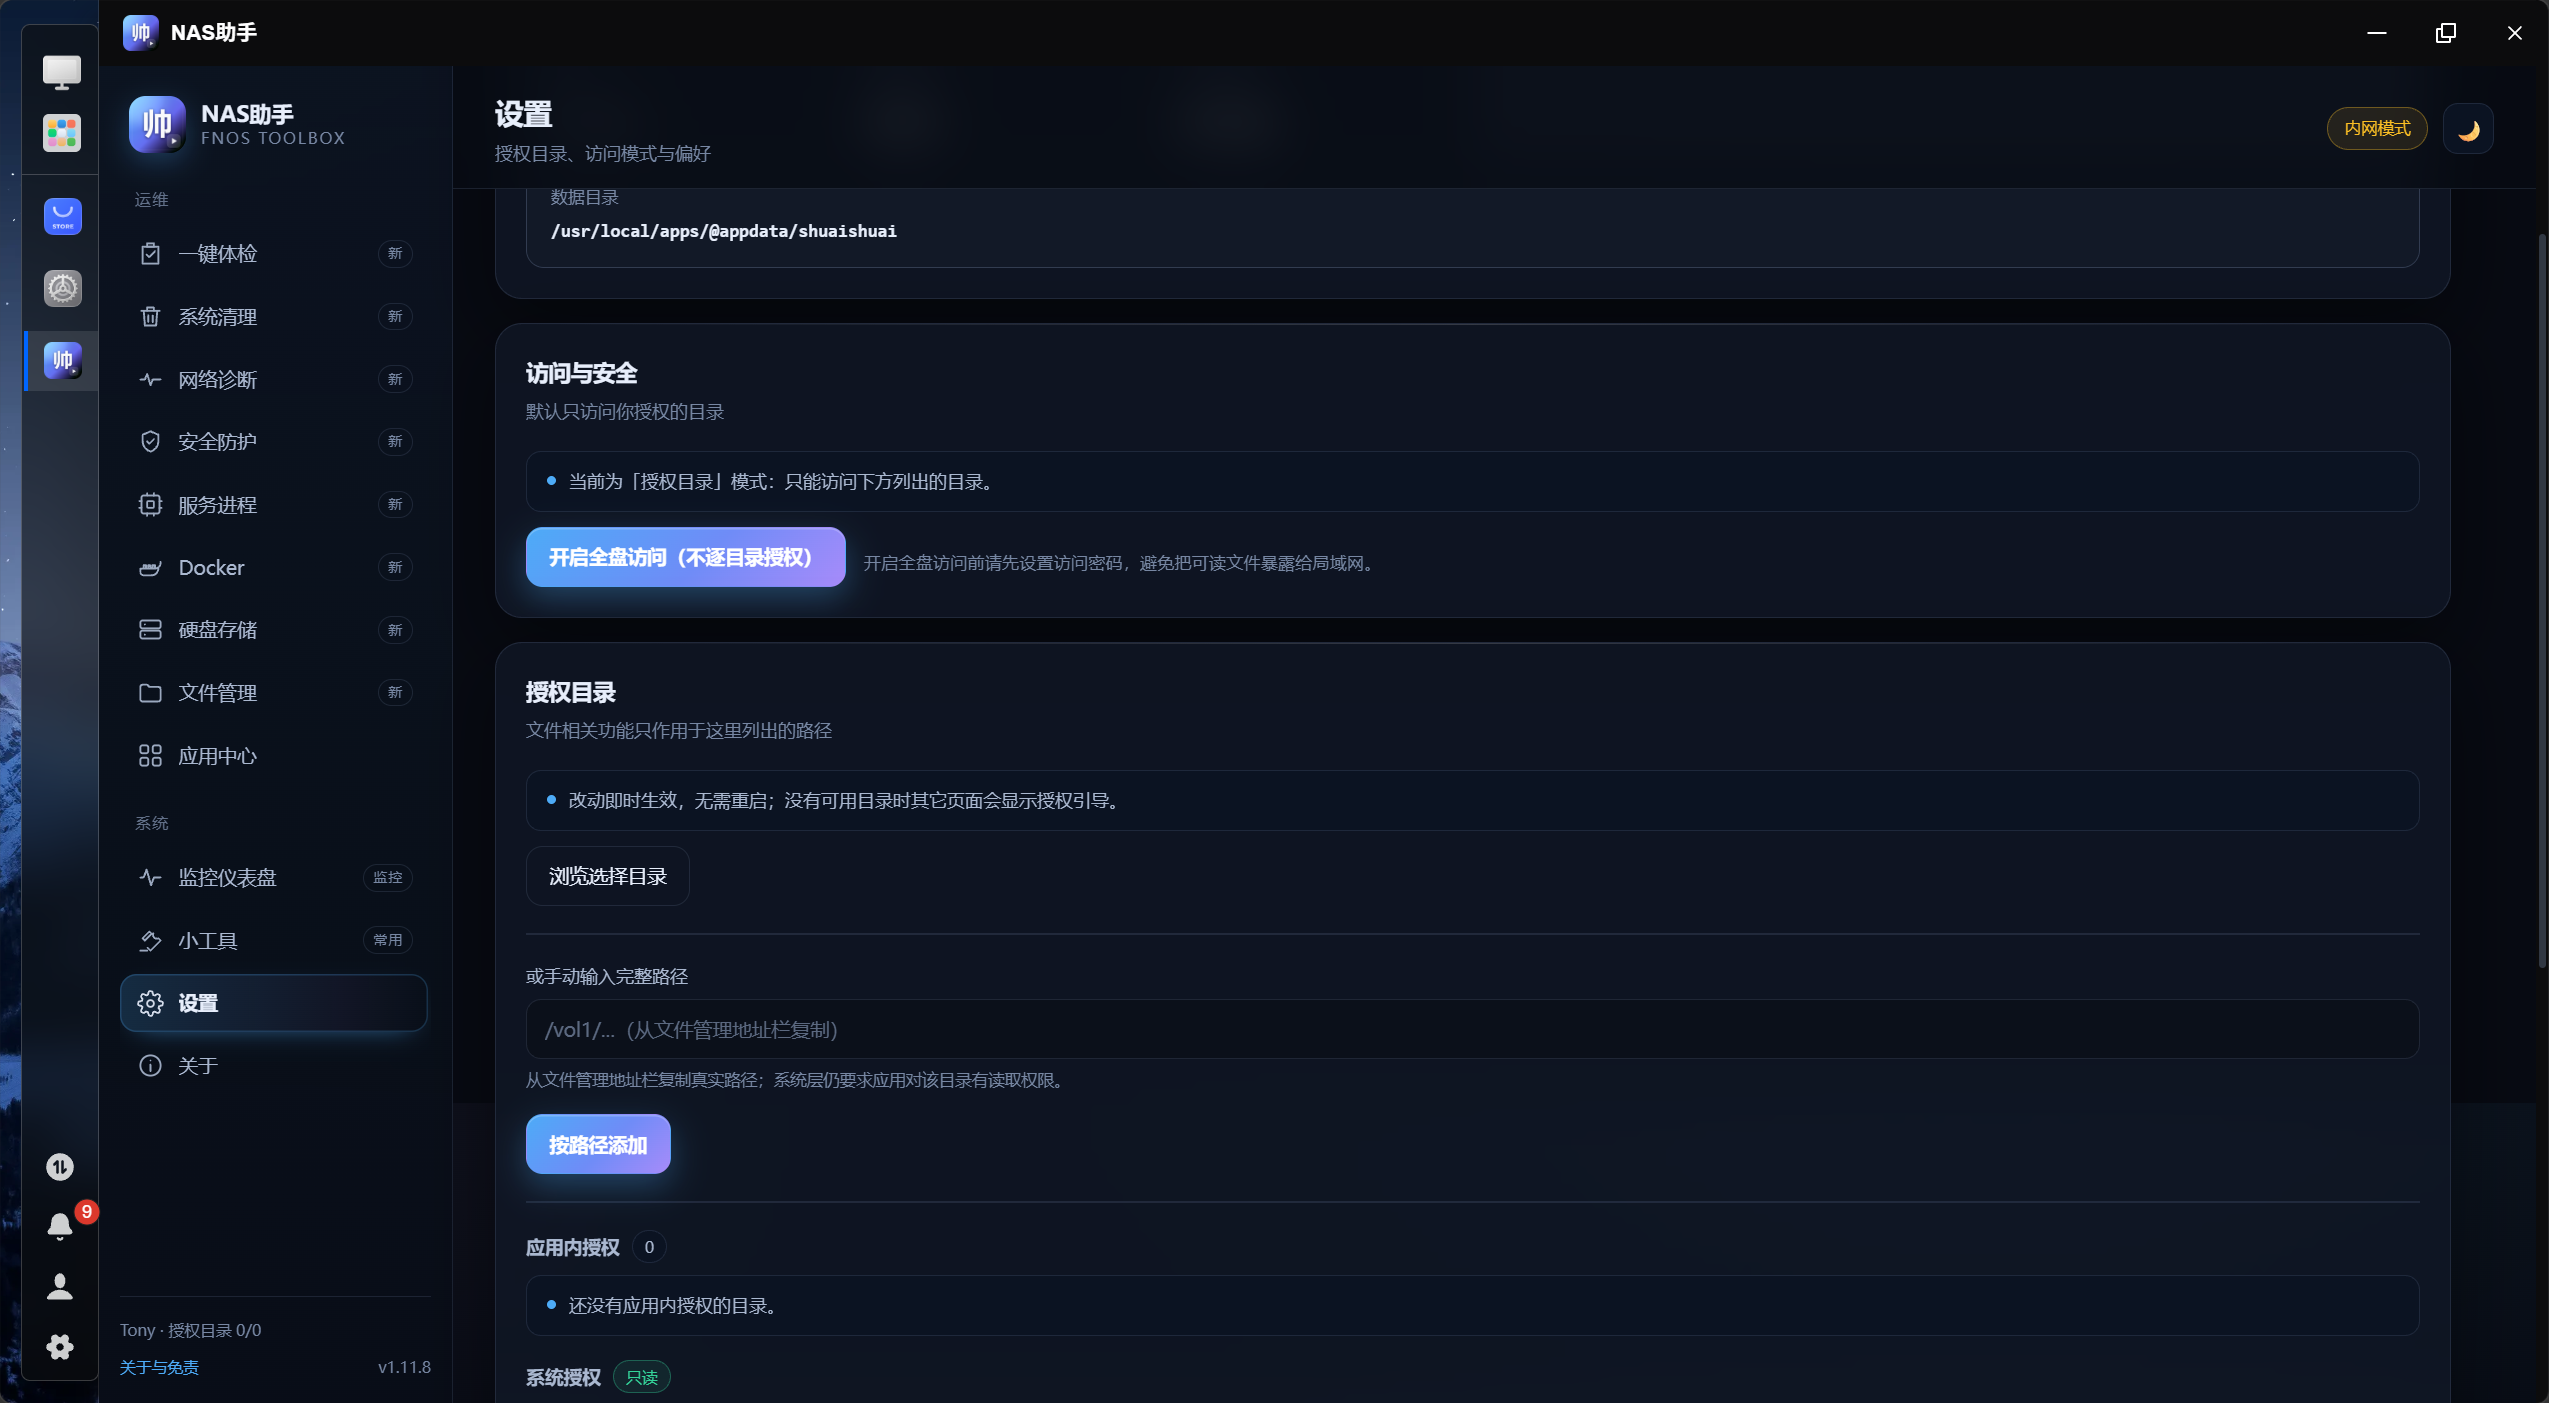 帅
NAS助手
STORE
帅
9
帅
NAS助手
FNOS TOOLBOX
运维
一键体检 新
系统清理 新
网络诊断 新
安全防护 新
服务进程 新
Docker 新
硬盘存储 新
文件管理 新
应用中心
系统
监控仪表盘 监控
小工具 常用
设置
关于
Tony · 授权目录 0/0
关于与免责 v1.11.8
设置
授权目录、访问模式与偏好
内网模式
数据目录
/usr/local/apps/@appdata/shuaishuai
访问与安全
默认只访问你授权的目录
当前为「授权目录」模式：只能访问下方列出的目录。
开启全盘访问（不逐目录授权） 开启全盘访问前请先设置访问密码，避免把可读文件暴露给局域网。
授权目录
文件相关功能只作用于这里列出的路径
改动即时生效，无需重启；没有可用目录时其它页面会显示授权引导。
浏览选择目录
或手动输入完整路径
/vol1/...（从文件管理地址栏复制）
从文件管理地址栏复制真实路径；系统层仍要求应用对该目录有读取权限。
按路径添加
应用内授权 0
还没有应用内授权的目录。
系统授权 只读